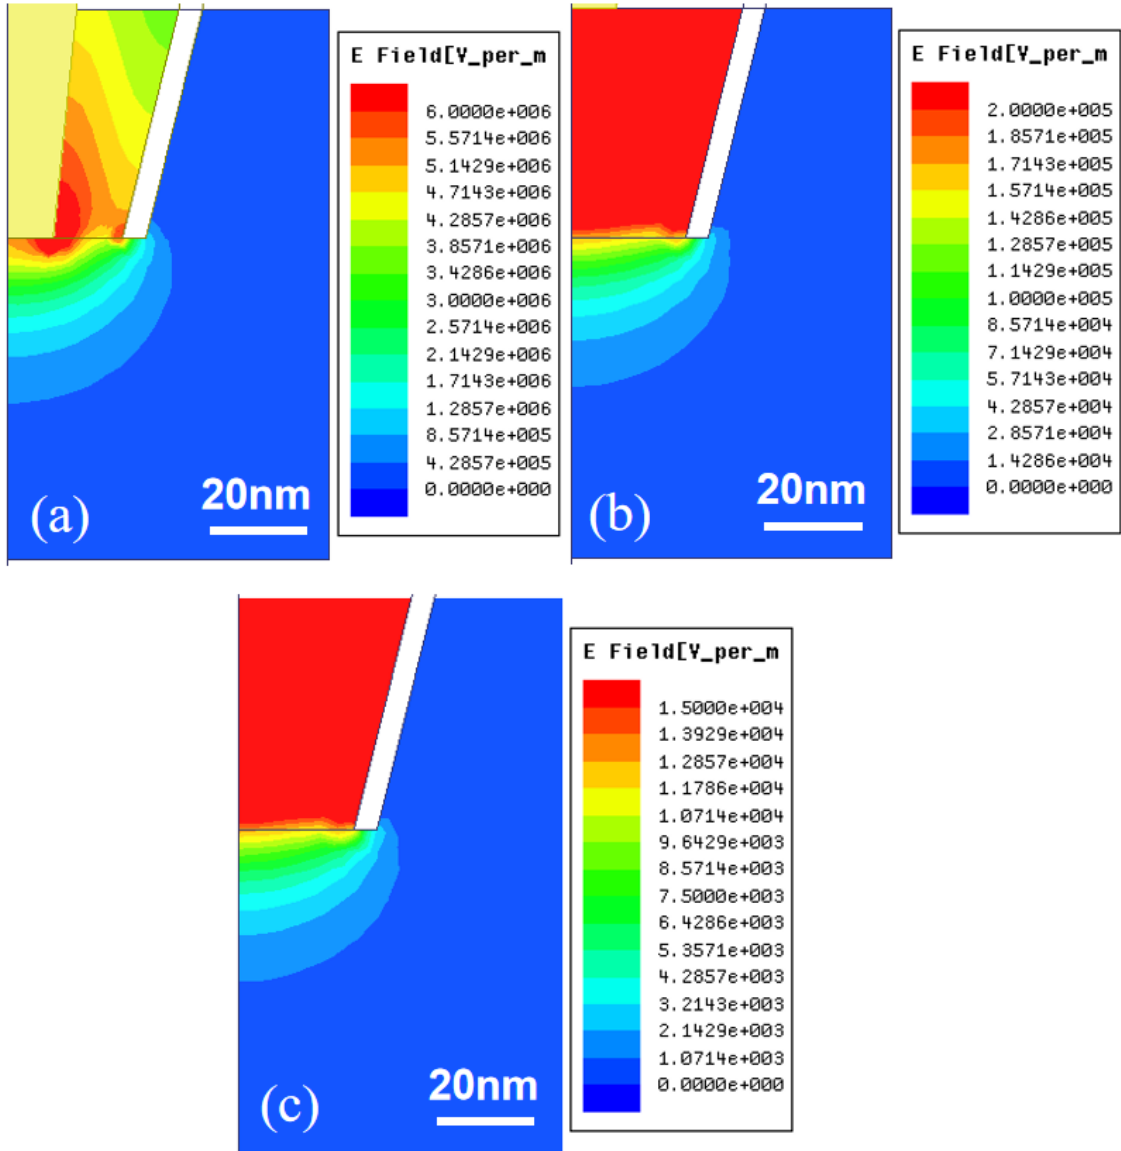 E Field[V_per_m
6.0000e+006
5.5714e+006
5.1429e+006
4.7143e+006
4.2857e+006
3.8571e+006
3.4286e+006
3.0000e+006
2.5714e+006
2.1429e+006
1.7143e+006
1.2857e+006
8.5714e+005
4.2857e+005
0.0000e+000
20nm
(a)
E Field[V_per_m
2.0000e+005
1.8571e+005
1.7143e+005
1.5714e+005
1.4286e+005
1.2857e+005
1.1429e+005
1.0000e+005
8.5714e+004
7.1429e+004
5.7143e+004
4.2857e+004
2.8571e+004
1.4286e+004
0.0000e+000
20nm
(b)
E Field[V_per_m
1.5000e+004
1.3929e+004
1.2857e+004
1.1786e+004
1.0714e+004
9.6429e+003
8.5714e+003
7.5000e+003
6.4286e+003
5.3571e+003
4.2857e+003
3.2143e+003
2.1429e+003
1.0714e+003
0.0000e+000
20nm
(c)